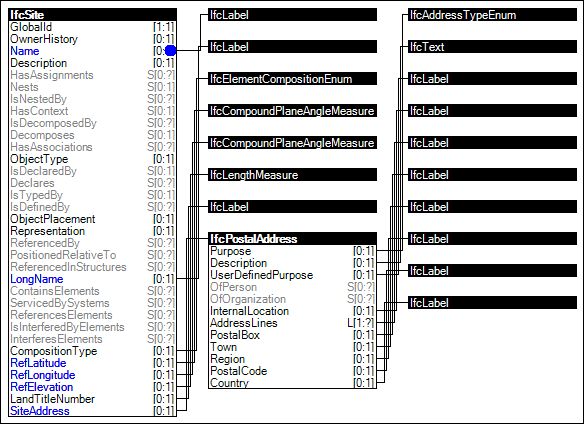 IfcSite
GlobalId [1:1]
OwnerHistory [0:1]
Name [0:
Description [0:1]
HasAssignments S[0:?]
Nests S[0:1]
IsNestedBy S[0:?]
HasContext S[0:1]
IsDecomposedBy S[0:?]
Decomposes S[0:1]
HasAssociations S[0:?]
ObjectType [0:1]
IsDeclaredBy S[0:1]
Declares S[0:?]
IsTypedBy S[0:1]
IsDefinedBy S[0:?]
ObjectPlacement [0:1]
Representation [0:1]
ReferencedBy S[0:?]
PositionedRelativeTo S[0:?]
ReferencedInStructures S[0:?]
LongName [0:1]
ContainsElements S[0:?]
ServicedBySystems S[0:?]
ReferencesElements S[0:?]
IsInterferedByElements S[0:?]
InterferesElements S[0:?]
CompositionType [0:1]
RefLatitude [0:1]
RefLongitude [0:1]
RefElevation [0:1]
LandTitleNumber [0:1]
SiteAddress [0:1]
IfcLabel
IfcLabel
IfcElementCompositionEnum
IfcCompoundPlaneAngleMeasure
IfcCompoundPlaneAngleMeasure
IfcLengthMeasure
IfcLabel
IfcPostalAddress
Purpose [0:1]
Description [0:1]
UserDefinedPurpose [0:1]
OfPerson S[0:?]
OfOrganization S[0:?]
InternalLocation [0:1]
AddressLines L[1:?]
PostalBox [0:1]
Town [0:1]
Region [0:1]
PostalCode [0:1]
Country [0:1]
IfcAddressTypeEnum
IfcText
IfcLabel
IfcLabel
IfcLabel
IfcLabel
IfcLabel
IfcLabel
IfcLabel
IfcLabel